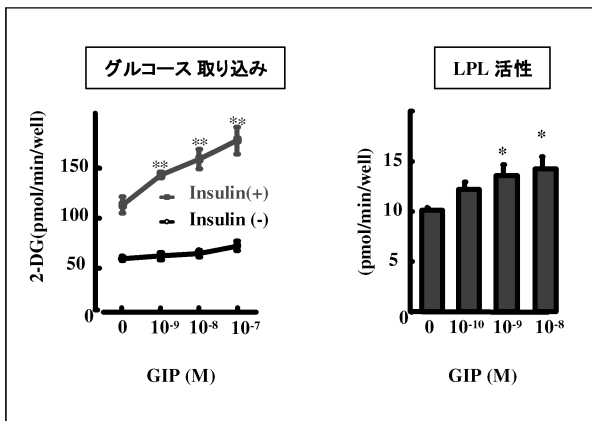 グルコース 取り込み
2-DG(pmol/min/well)
150
100
50
0
**
**
**
Insulin(+)
Insulin (-)
0 10⁻⁹ 10⁻⁸ 10⁻⁷
GIP (M)
LPL 活性
(pmol/min/well)
20
15
10
5
0
*
*
0 10⁻¹⁰ 10⁻⁹ 10⁻⁸
GIP (M)